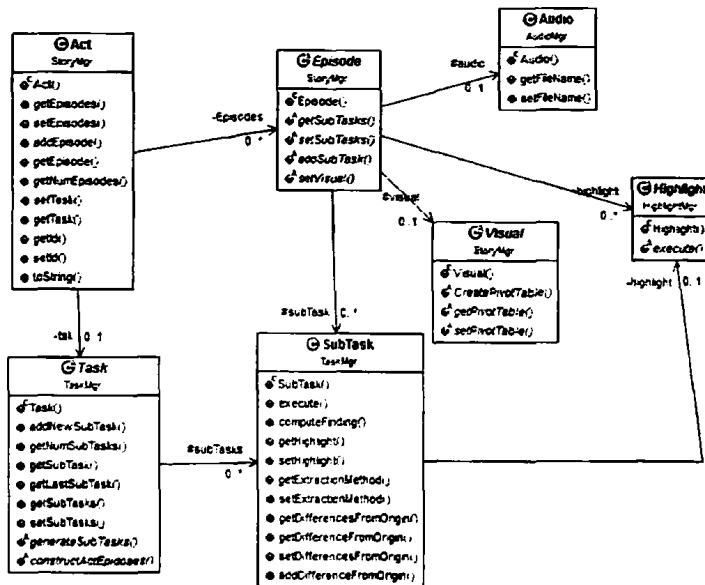 Act
StoryMgr
Act()
getEpisodes()
setEpisodes()
addEpisode()
getEpisode()
getNumEpisodes()
setTask()
getTask()
getId()
setId()
toString()
-Episodes
0..*
-tsk
0..1
Episode
StoryMgr
Episode()
getSubTasks()
setSubTasks()
addSubTask()
setVisual()
#audio
0..1
Audio
AudioMgr
Audio()
getFileName()
setFileName()
-highlight
0..*
Highlight
HighlightMgr
Highlight()
execute()
#visual
0..1
Visual
StoryMgr
Visual()
CreatePivotTable()
getPivotTable()
setPivotTable()
-highlight
0..1
#subTask
0..*
Task
TaskMgr
Task()
addNewSubTask()
getNumSubTasks()
getSubTask()
getLastSubTask()
getSubTasks()
setSubTasks()
generateSubTasks()
constructActEpidoses()
#subTasks
0..*
SubTask
TaskMgr
SubTask()
execute()
computeFinding()
getHighlight()
setHighlight()
getExtractionMethod()
setExtractionMethod()
getDifferencesFromOrigin()
getDifferenceFromOrigin()
setDifferencesFromOrigin()
addDifferenceFromOrigin()